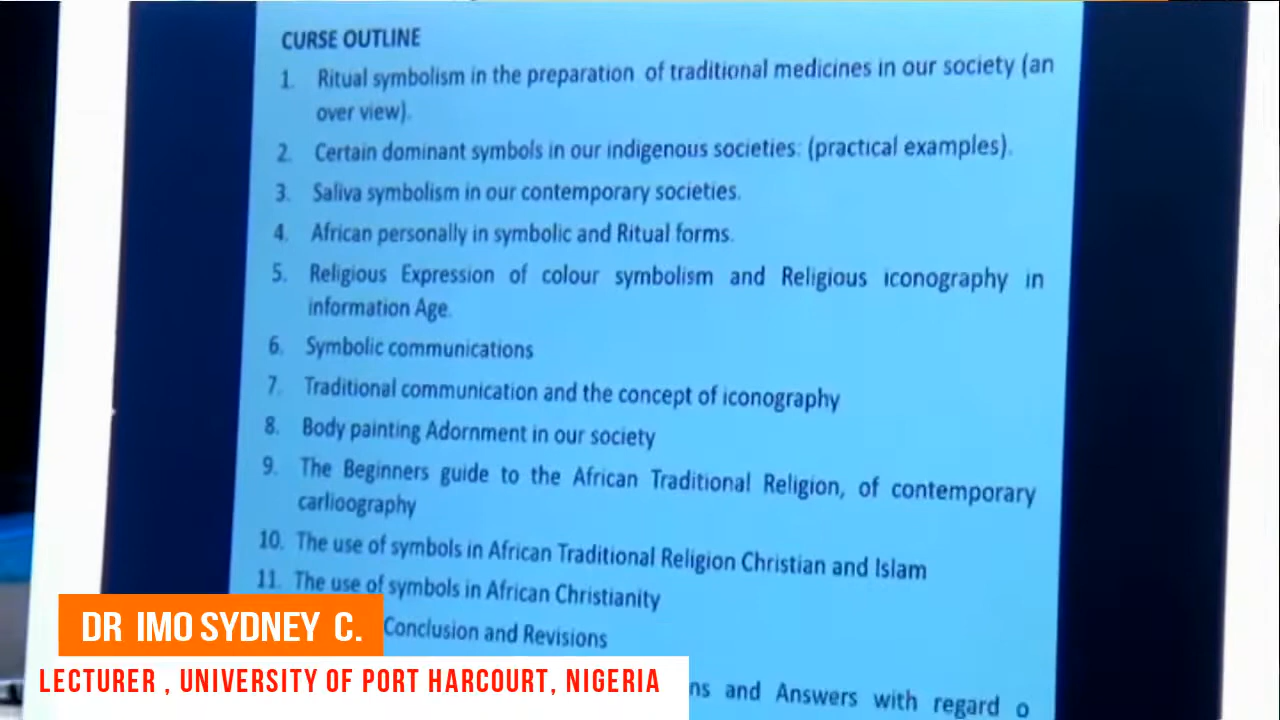 CURSE OUTLINE
1. Ritual symbolism in the preparation of traditional medicines in our society (an
over view).
2. Certain dominant symbols in our indigenous societies: (practical examples).
3. Saliva symbolism in our contemporary societies.
4. African personally in symbolic and Ritual forms.
5. Religious Expression of colour symbolism and Religious iconography in
information Age.
6. Symbolic communications
7. Traditional communication and the concept of iconography
8. Body painting Adornment in our society
9. The Beginners guide to the African Traditional Religion, of contemporary
carlioography
10. The use of symbols in African Traditional Religion Christian and Islam
11. The use of symbols in African Christianity
Conclusion and Revisions
and Answers with regard o
DR IMO SYDNEY C.
LECTURER , UNIVERSITY OF PORT HARCOURT, NIGERIA